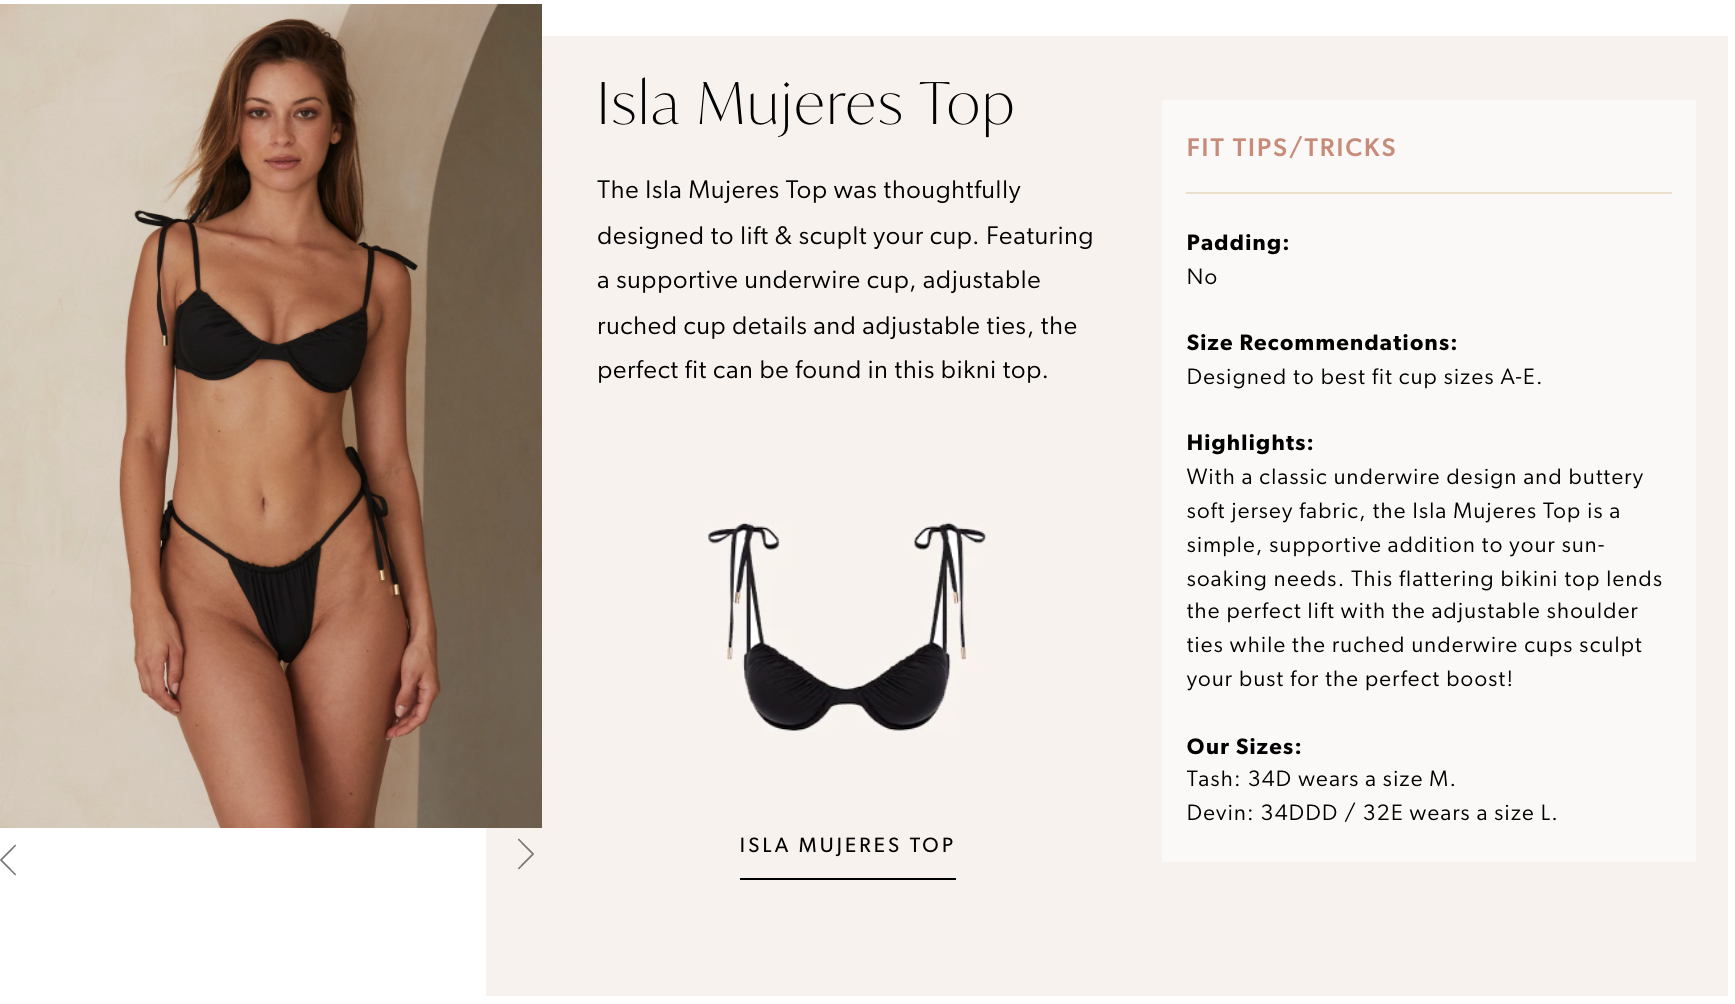 Isla Mujeres Top
The Isla Mujeres Top was thoughtfully
designed to lift & scuplt your cup. Featuring
a supportive underwire cup, adjustable
ruched cup details and adjustable ties, the
perfect fit can be found in this bikni top.
ISLA MUJERES TOP
FIT TIPS/TRICKS
Padding:
No
Size Recommendations:
Designed to best fit cup sizes A-E.
Highlights:
With a classic underwire design and buttery
soft jersey fabric, the Isla Mujeres Top is a
simple, supportive addition to your sun-
soaking needs. This flattering bikini top lends
the perfect lift with the adjustable shoulder
ties while the ruched underwire cups sculpt
your bust for the perfect boost!
Our Sizes:
Tash: 34D wears a size M.
Devin: 34DDD / 32E wears a size L.